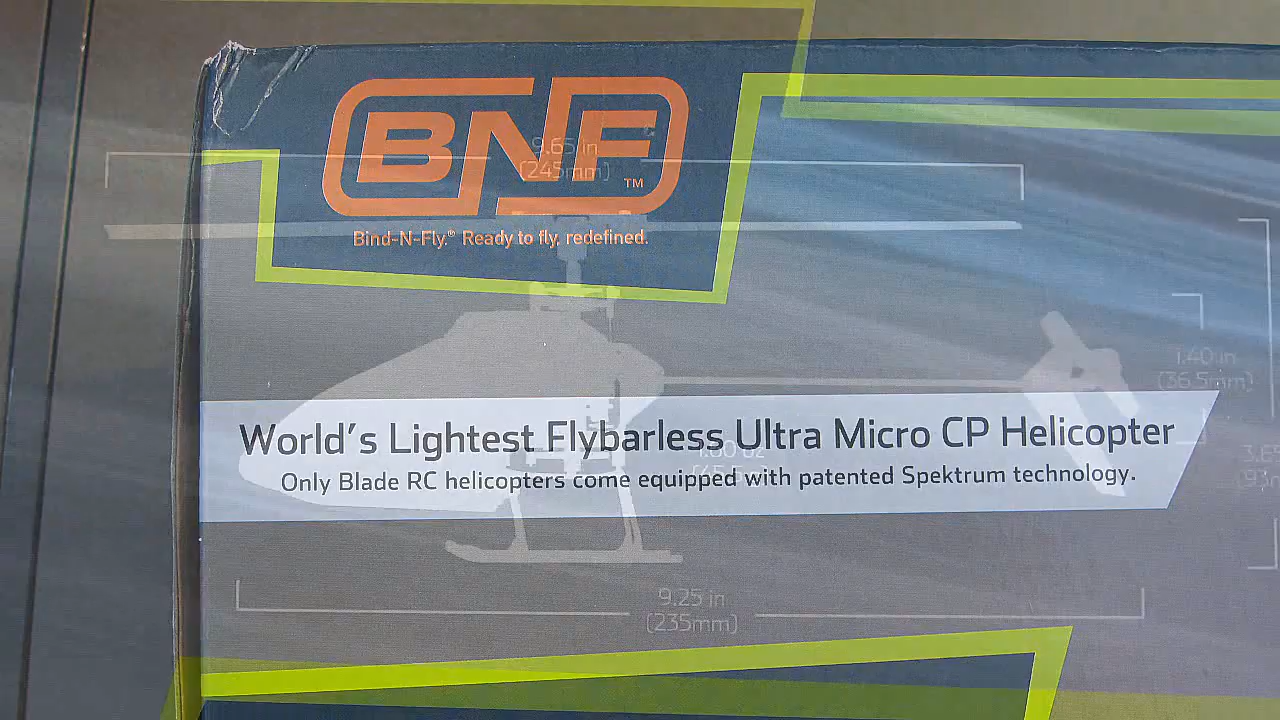 BNF
TM
9.65 in
(245mm)
Bind-N-Fly.® Ready to fly, redefined.
1.40 in
(36.5mm)
World's Lightest Flybarless Ultra Micro CP Helicopter
Only Blade RC helicopters come equipped with patented Spektrum technology.
9.25 in
(235mm)